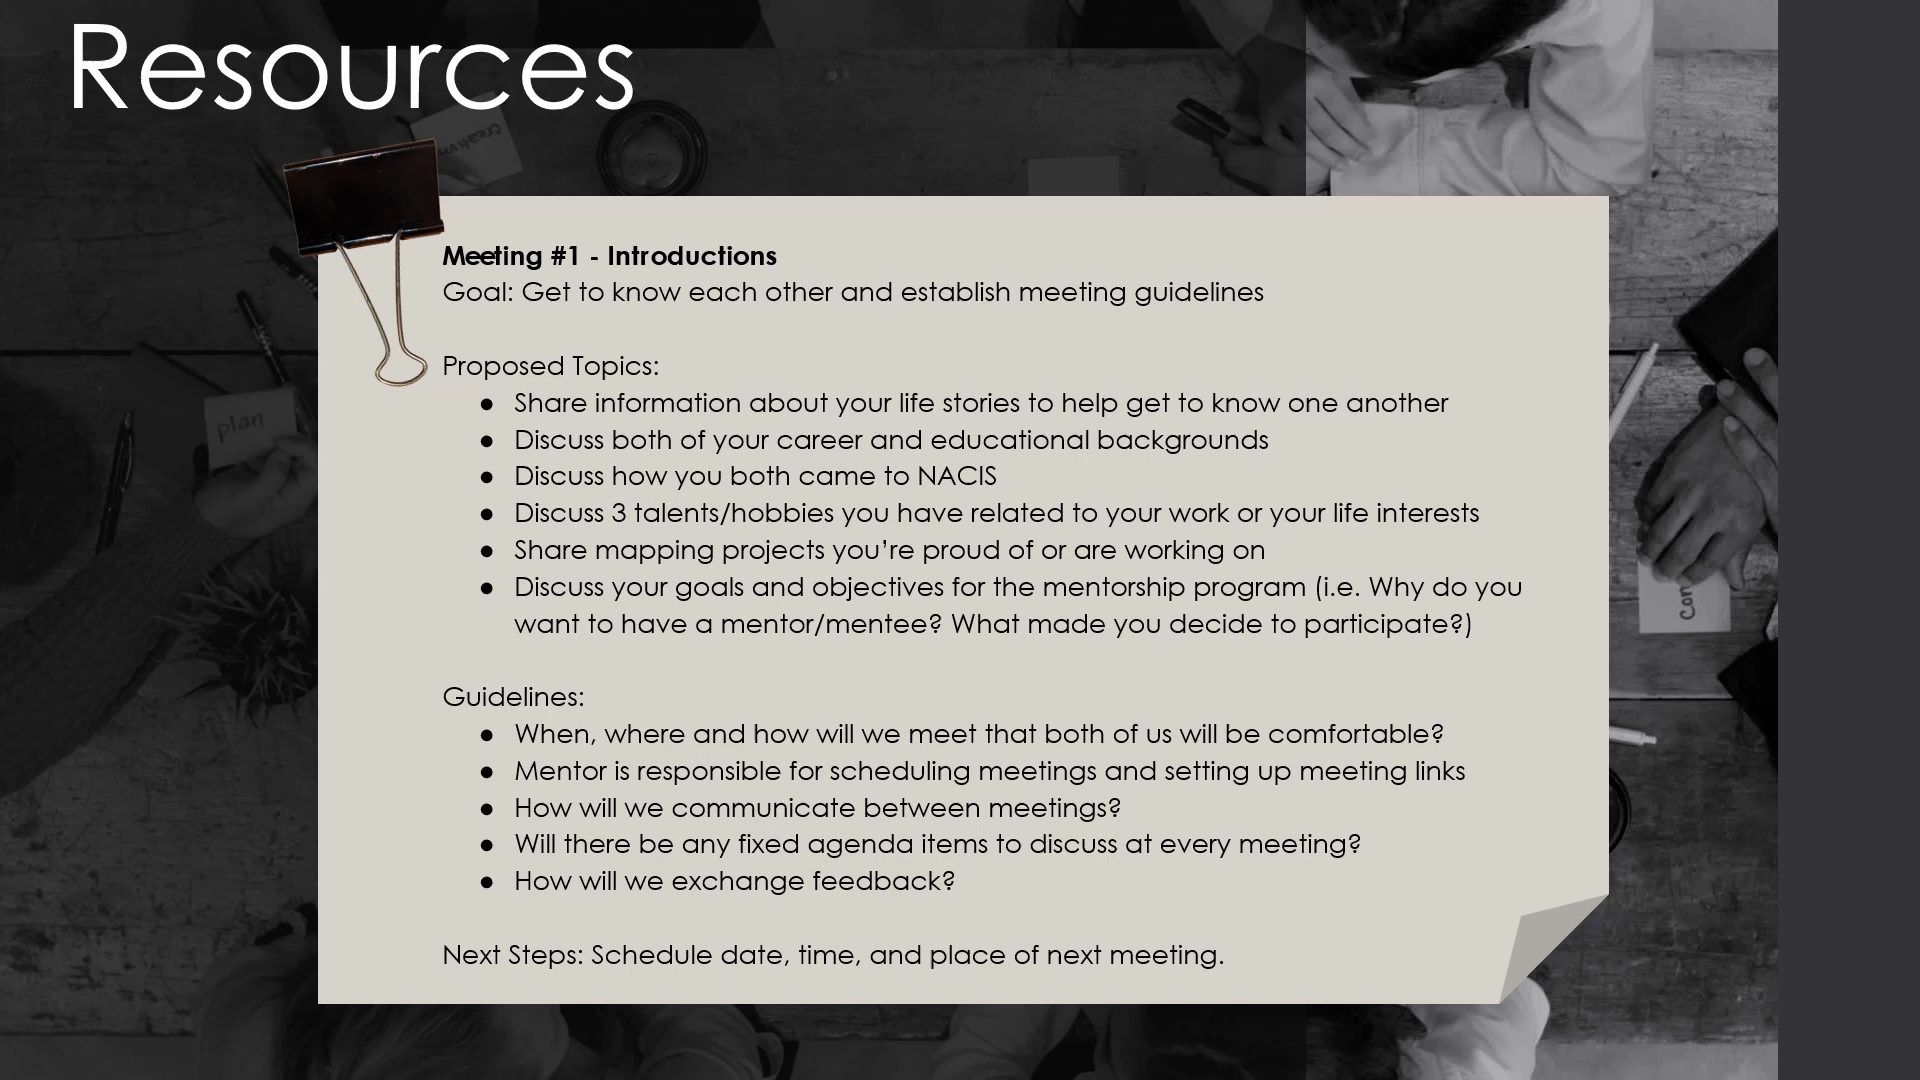 Resources
creativity
plan
Meeting #1 - Introductions
Goal: Get to know each other and establish meeting guidelines
Proposed Topics:
● Share information about your life stories to help get to know one another
● Discuss both of your career and educational backgrounds
● Discuss how you both came to NACIS
● Discuss 3 talents/hobbies you have related to your work or your life interests
● Share mapping projects you’re proud of or are working on
● Discuss your goals and objectives for the mentorship program (i.e. Why do you
want to have a mentor/mentee? What made you decide to participate?)
Guidelines:
● When, where and how will we meet that both of us will be comfortable?
● Mentor is responsible for scheduling meetings and setting up meeting links
● How will we communicate between meetings?
● Will there be any fixed agenda items to discuss at every meeting?
● How will we exchange feedback?
Next Steps: Schedule date, time, and place of next meeting.